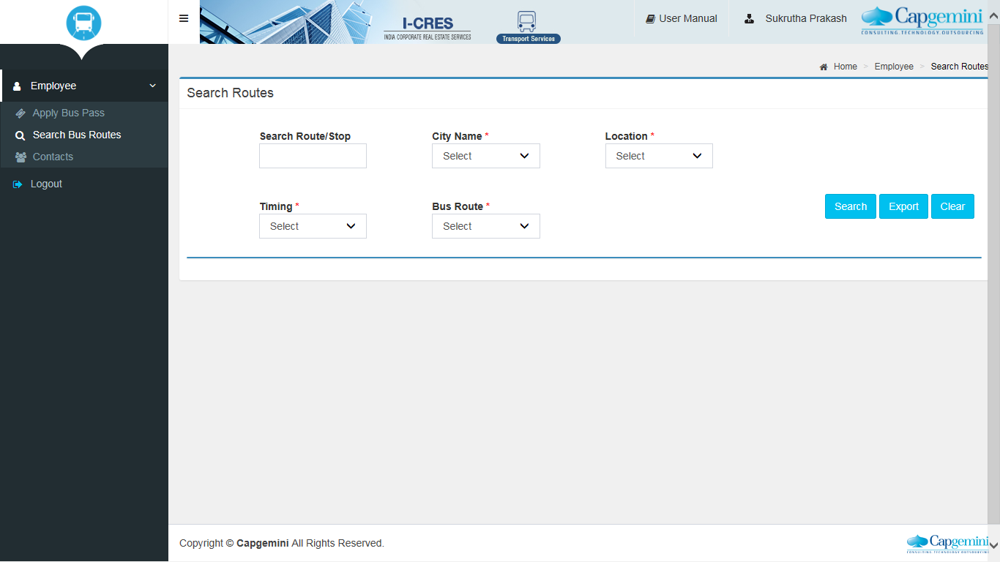 I-CRES
INDIA CORPORATE REAL ESTATE SERVICES
Transport Services
User Manual
Sukrutha Prakash
Capgemini
CONSULTING.TECHNOLOGY.OUTSOURCING
Home > Employee > Search Routes
Employee
Apply Bus Pass
Search Bus Routes
Contacts
Logout
Search Routes
Search Route/Stop
City Name *
Select
Location *
Select
Timing *
Select
Bus Route *
Select
Search
Export
Clear
Copyright © Capgemini All Rights Reserved.
Capgemini
CONSULTING.TECHNOLOGY.OUTSOURCING